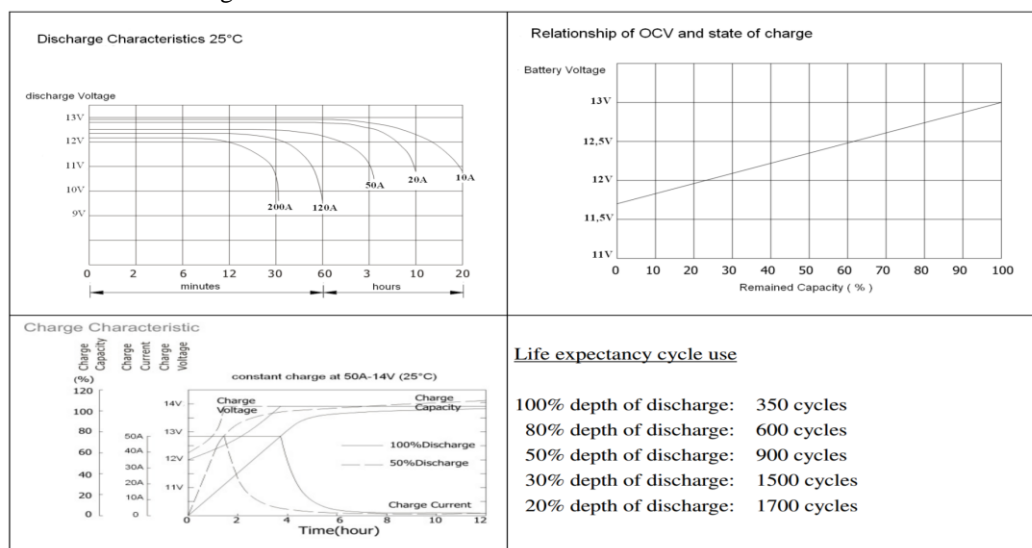 Discharge Characteristics 25°C
discharge Voltage
13V
12V
11V
10V
9V
200A 120A 50A 20A 10A
0 2 6 12 30 60 3 10 20
minutes hours
Relationship of OCV and state of charge
Battery Voltage
13V
12,5V
12V
11,5V
11V
0 10 20 30 40 50 60 70 80 90 100
Remained Capacity ( % )
Charge Characteristic
Charge Capacity
Charge Current
Charge Voltage
(%)
constant charge at 50A-14V (25°C)
120
100
80
60
40
20
0
50A
40A
30A
20A
10A
0
14V
13V
12V
11V
Charge Voltage
Charge Capacity
100%Discharge
50%Discharge
Charge Current
0 2 4 6 8 10 12
Time(hour)
Life expectancy cycle use
100% depth of discharge: 350 cycles
80% depth of discharge: 600 cycles
50% depth of discharge: 900 cycles
30% depth of discharge: 1500 cycles
20% depth of discharge: 1700 cycles